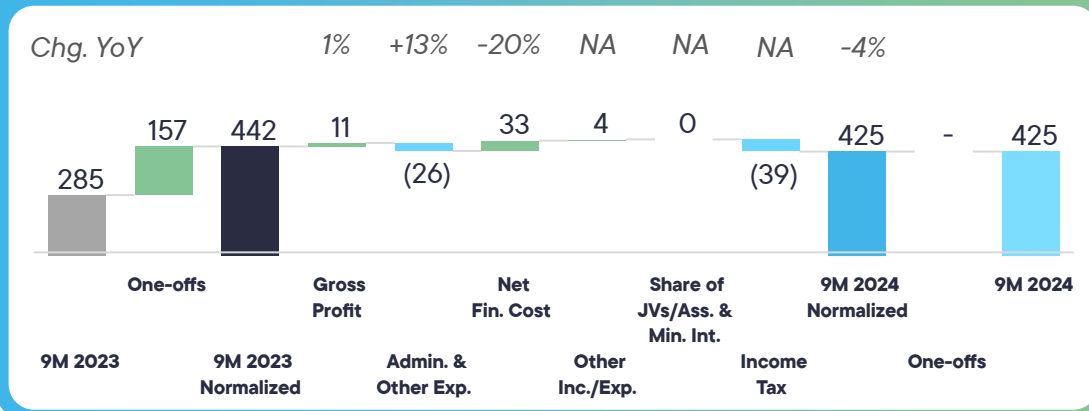 Chg. YoY 1% +13% -20% NA NA NA -4%
157 442 11 33 4 0 425 - 425
285 (26) (39)
One-offs Gross Net Share of 9M 2024 9M 2024
Profit Fin. Cost JVs/Ass. & Normalized
Min. Int.
9M 2023 9M 2023 Admin. & Other Income One-offs
Normalized Other Exp. Inc./Exp. Tax